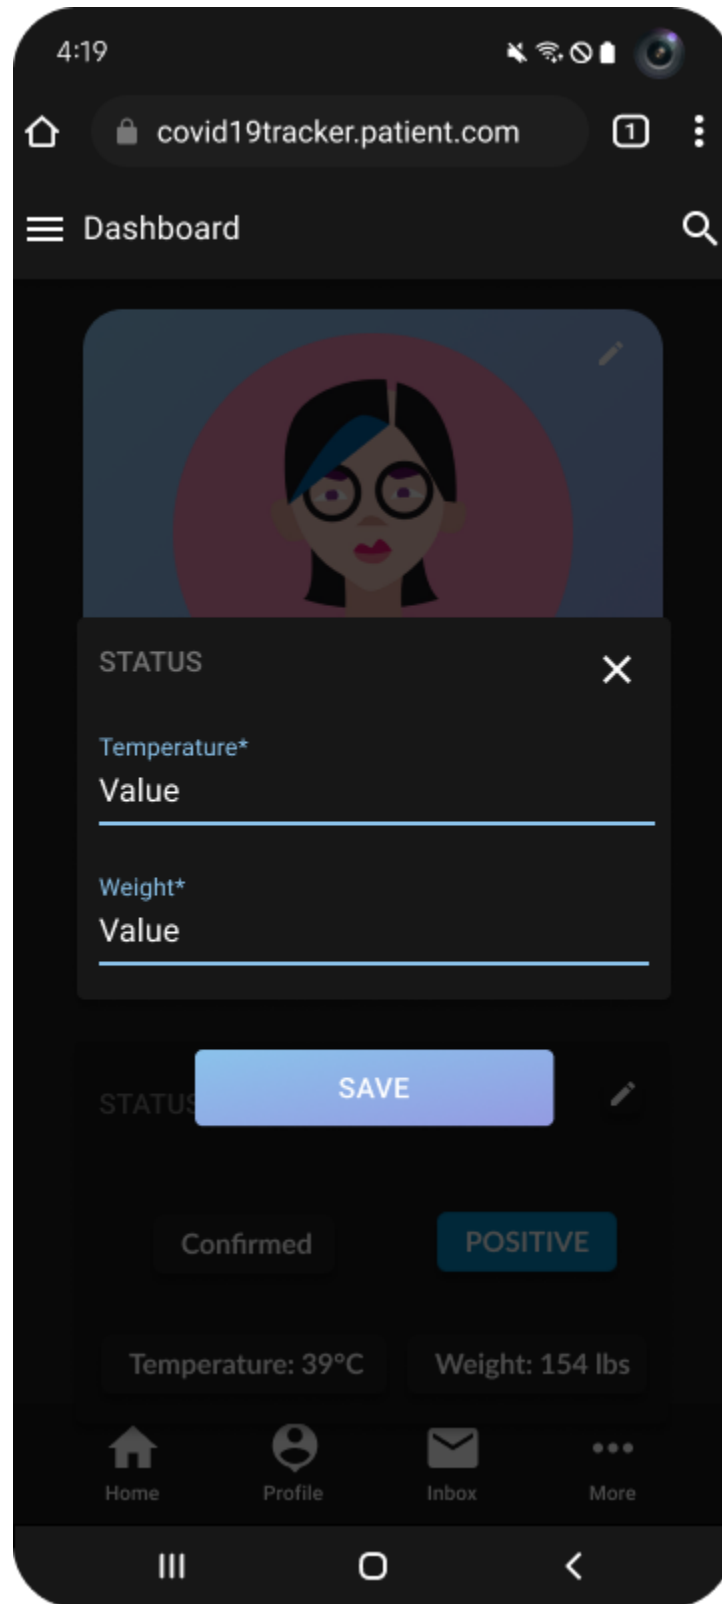 4:19
covid19tracker.patient.com 1
Dashboard
STATUS
Temperature*
Value
Weight*
Value
SAVE
STATUS
Confirmed POSITIVE
Temperature: 39°C Weight: 154 lbs
Home Profile Inbox More